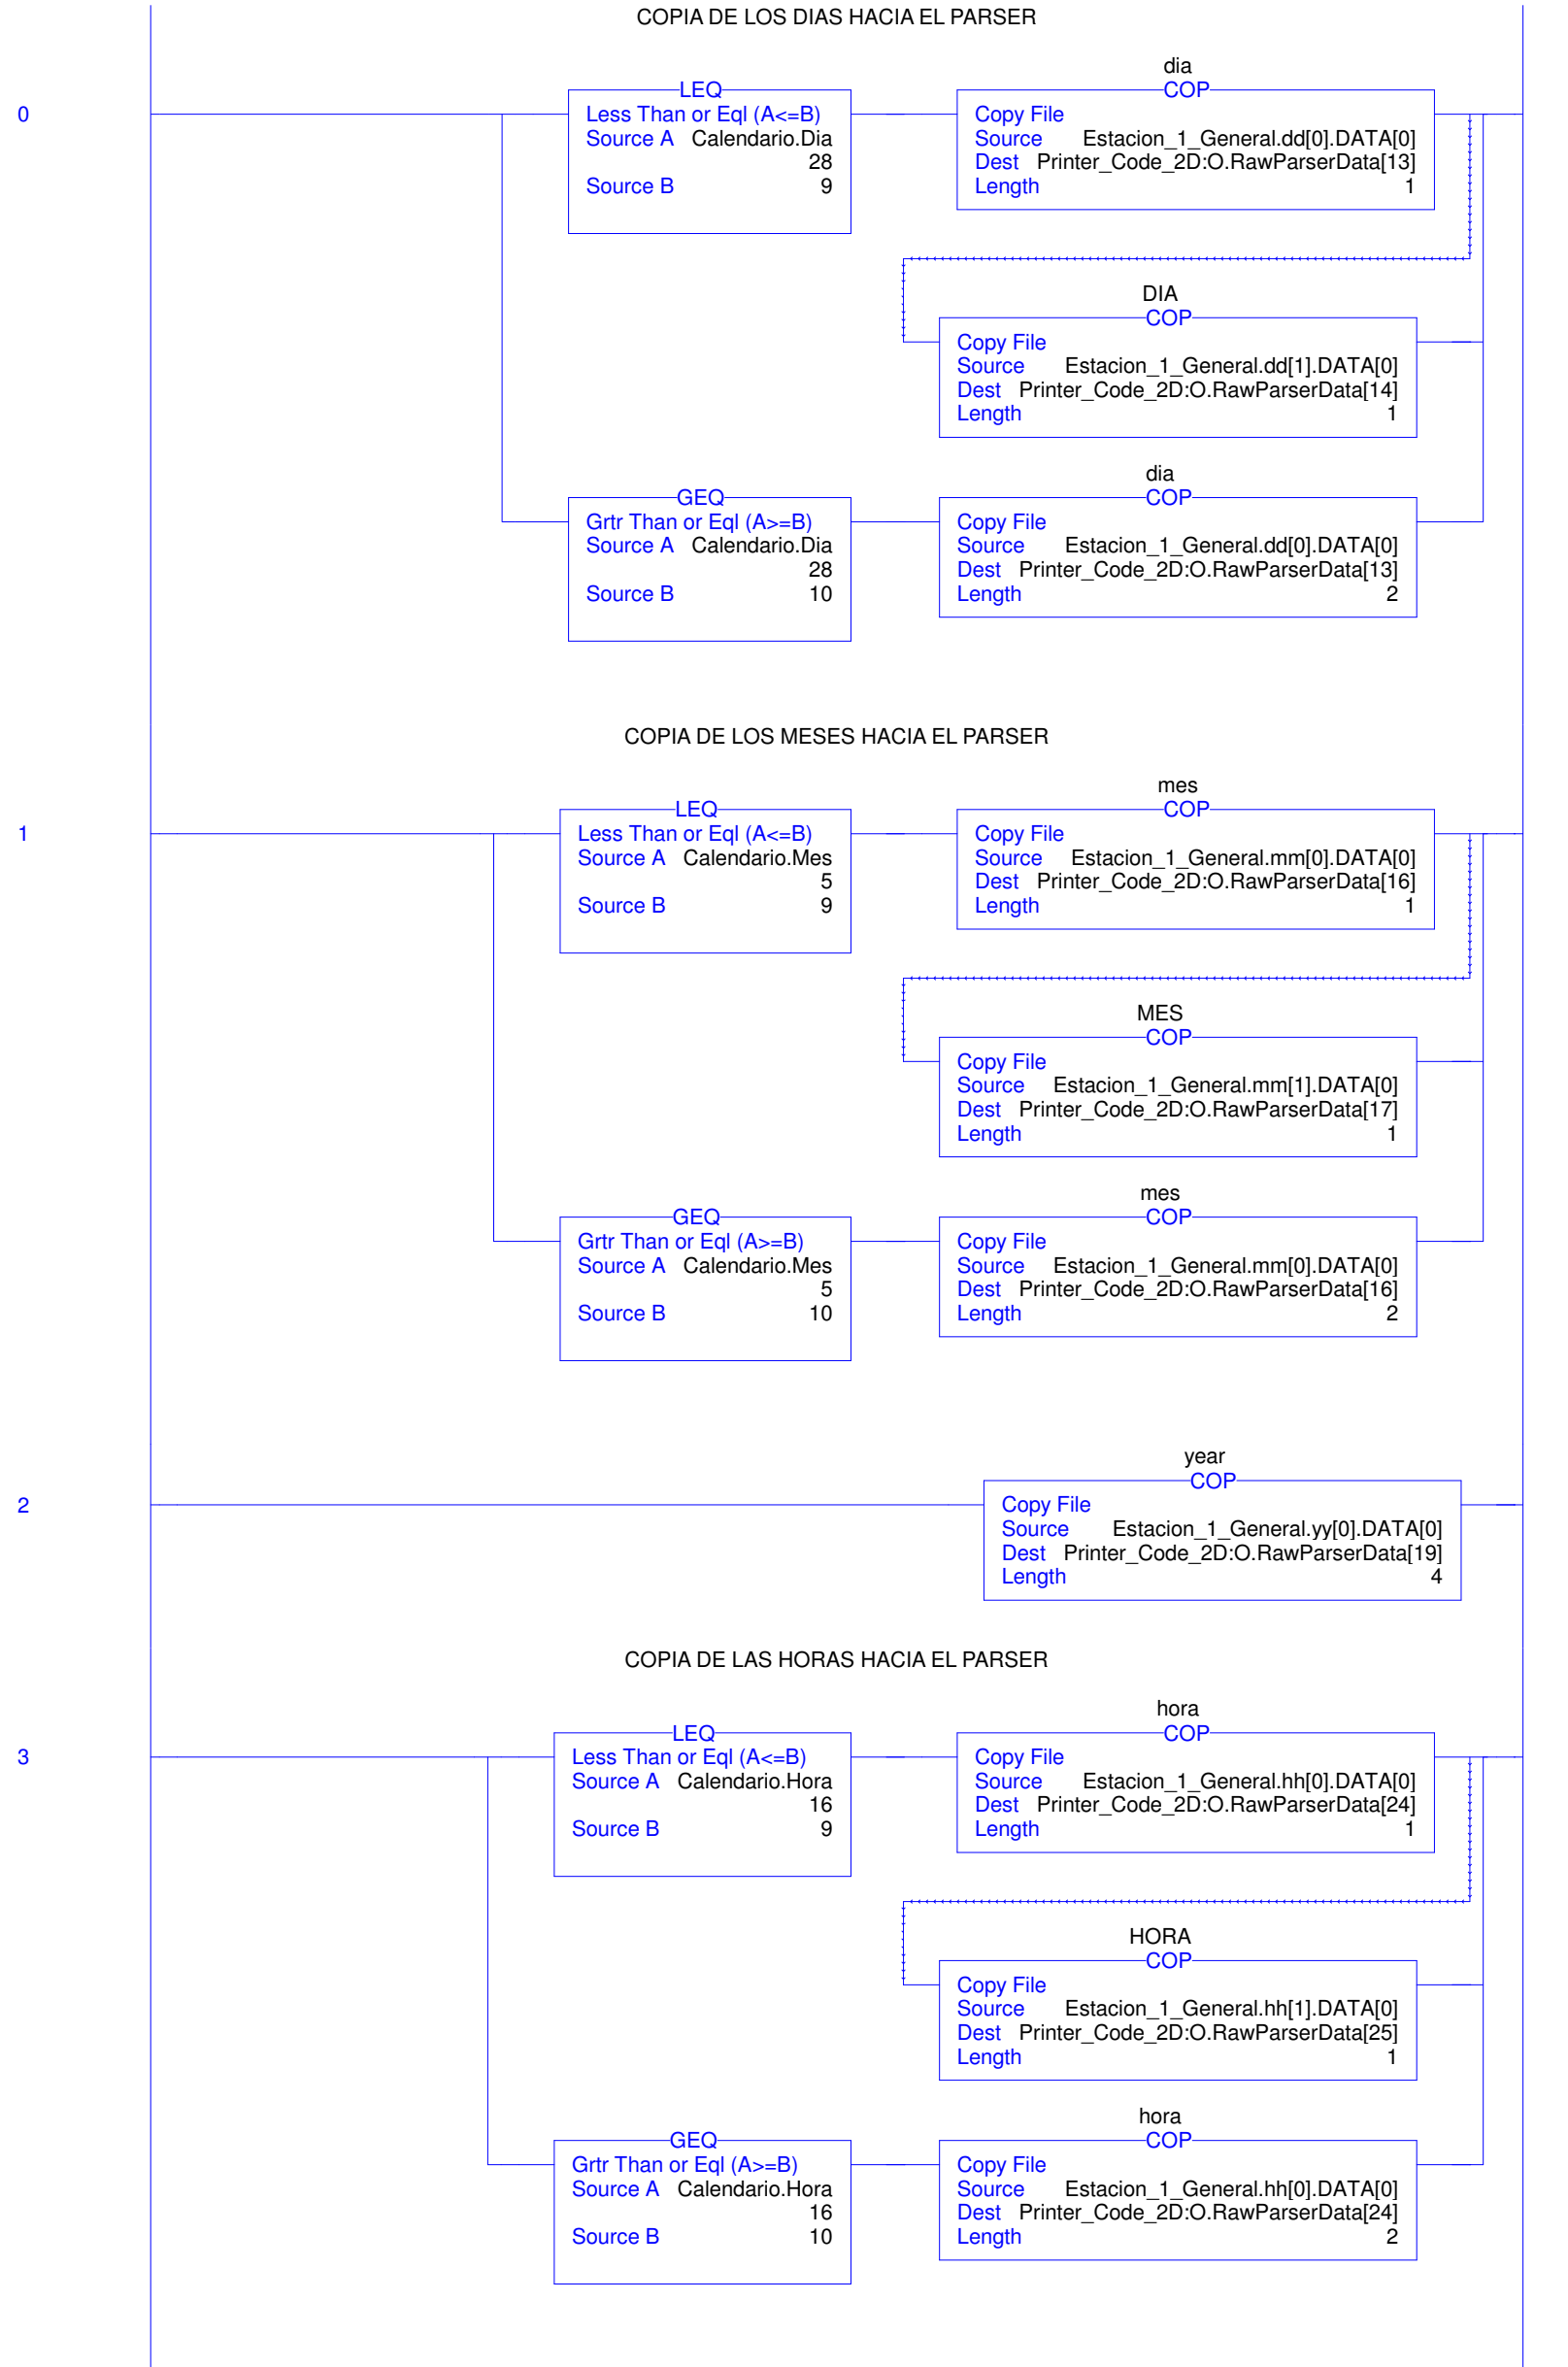 COPIA DE LOS DIAS HACIA EL PARSER
0
LEQ
Less Than or Eql (A<=B)
Source A Calendario.Dia
28
Source B 9
dia
COP
Copy File
Source Estacion_1_General.dd[0].DATA[0]
Dest Printer_Code_2D:O.RawParserData[13]
Length 1
DIA
COP
Copy File
Source Estacion_1_General.dd[1].DATA[0]
Dest Printer_Code_2D:O.RawParserData[14]
Length 1
GEQ
Grtr Than or Eql (A>=B)
Source A Calendario.Dia
28
Source B 10
dia
COP
Copy File
Source Estacion_1_General.dd[0].DATA[0]
Dest Printer_Code_2D:O.RawParserData[13]
Length 2
COPIA DE LOS MESES HACIA EL PARSER
1
LEQ
Less Than or Eql (A<=B)
Source A Calendario.Mes
5
Source B 9
mes
COP
Copy File
Source Estacion_1_General.mm[0].DATA[0]
Dest Printer_Code_2D:O.RawParserData[16]
Length 1
MES
COP
Copy File
Source Estacion_1_General.mm[1].DATA[0]
Dest Printer_Code_2D:O.RawParserData[17]
Length 1
GEQ
Grtr Than or Eql (A>=B)
Source A Calendario.Mes
5
Source B 10
mes
COP
Copy File
Source Estacion_1_General.mm[0].DATA[0]
Dest Printer_Code_2D:O.RawParserData[16]
Length 2
2
year
COP
Copy File
Source Estacion_1_General.yy[0].DATA[0]
Dest Printer_Code_2D:O.RawParserData[19]
Length 4
COPIA DE LAS HORAS HACIA EL PARSER
3
LEQ
Less Than or Eql (A<=B)
Source A Calendario.Hora
16
Source B 9
hora
COP
Copy File
Source Estacion_1_General.hh[0].DATA[0]
Dest Printer_Code_2D:O.RawParserData[24]
Length 1
HORA
COP
Copy File
Source Estacion_1_General.hh[1].DATA[0]
Dest Printer_Code_2D:O.RawParserData[25]
Length 1
GEQ
Grtr Than or Eql (A>=B)
Source A Calendario.Hora
16
Source B 10
hora
COP
Copy File
Source Estacion_1_General.hh[0].DATA[0]
Dest Printer_Code_2D:O.RawParserData[24]
Length 2